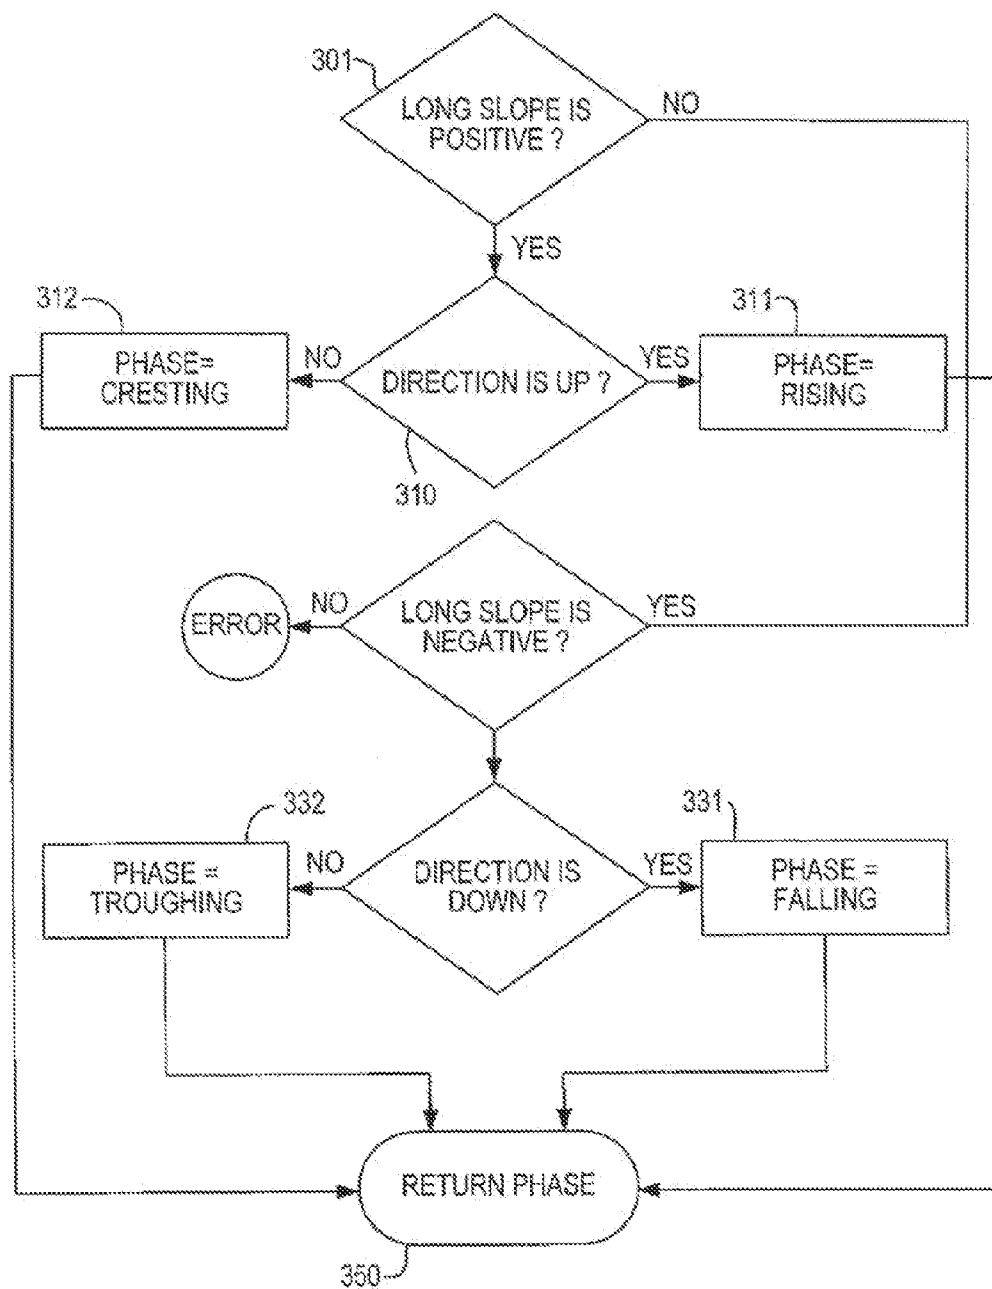 301
LONG SLOPE IS
POSITIVE ?
NO
YES
312
PHASE=
CRESTING
NO
DIRECTION IS UP ?
310
YES
311
PHASE=
RISING
ERROR
NO
LONG SLOPE IS
NEGATIVE ?
YES
332
PHASE =
TROUGHING
NO
DIRECTION IS
DOWN ?
YES
331
PHASE =
FALLING
RETURN PHASE
350